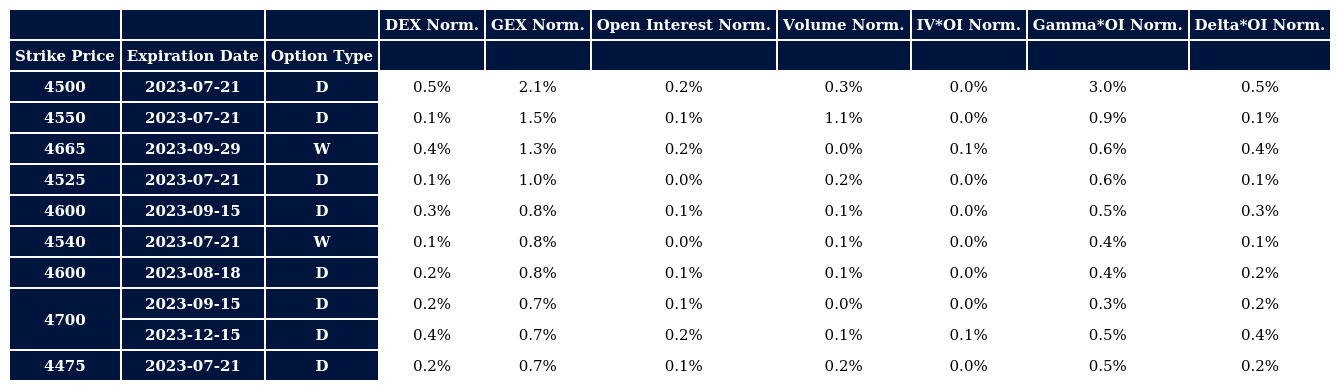 DEX Norm. GEX Norm. Open Interest Norm. Volume Norm. IV*OI Norm. Gamma*OI Norm. Delta*OI Norm.
Strike Price Expiration Date Option Type
4500 2023-07-21 D 0.5% 2.1% 0.2% 0.3% 0.0% 3.0% 0.5%
4550 2023-07-21 D 0.1% 1.5% 0.1% 1.1% 0.0% 0.9% 0.1%
4665 2023-09-29 W 0.4% 1.3% 0.2% 0.0% 0.1% 0.6% 0.4%
4525 2023-07-21 D 0.1% 1.0% 0.0% 0.2% 0.0% 0.6% 0.1%
4600 2023-09-15 D 0.3% 0.8% 0.1% 0.1% 0.0% 0.5% 0.3%
4540 2023-07-21 W 0.1% 0.8% 0.0% 0.1% 0.0% 0.4% 0.1%
4600 2023-08-18 D 0.2% 0.8% 0.1% 0.1% 0.0% 0.4% 0.2%
4700 2023-09-15 D 0.2% 0.7% 0.1% 0.0% 0.0% 0.3% 0.2%
2023-12-15 D 0.4% 0.7% 0.2% 0.1% 0.1% 0.5% 0.4%
4475 2023-07-21 D 0.2% 0.7% 0.1% 0.2% 0.0% 0.5% 0.2%